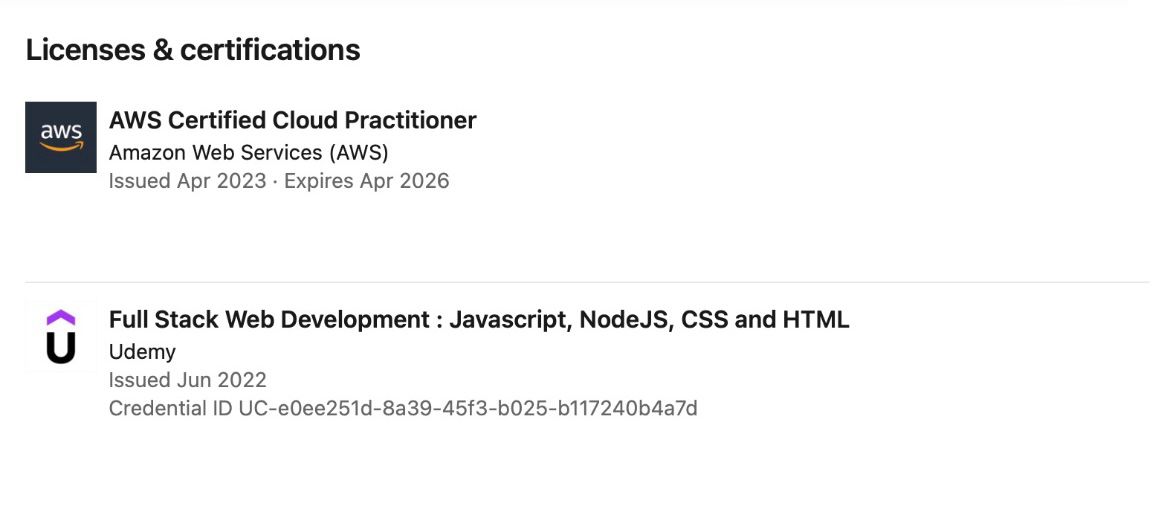 Licenses & certifications
aws
AWS Certified Cloud Practitioner
Amazon Web Services (AWS)
Issued Apr 2023 · Expires Apr 2026
Full Stack Web Development : Javascript, NodeJS, CSS and HTML
Udemy
Issued Jun 2022
Credential ID UC-e0ee251d-8a39-45f3-b025-b117240b4a7d